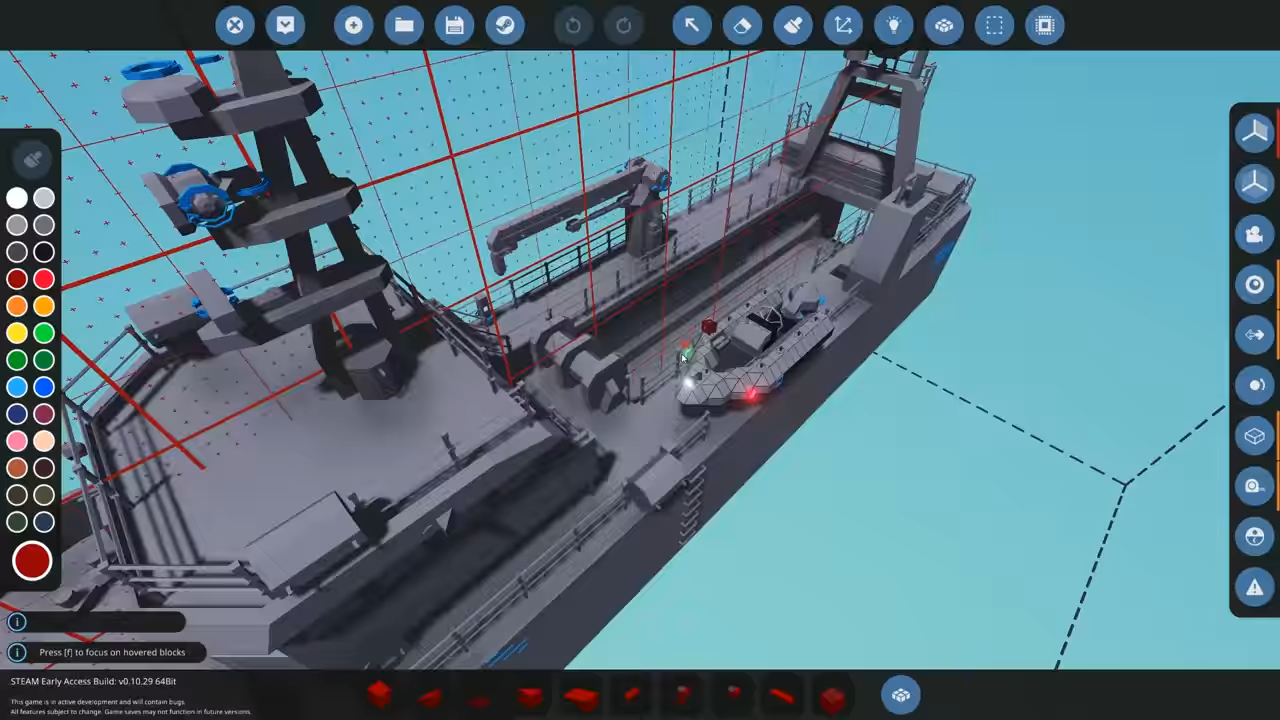 Press [f] to focus on hovered blocks
STEAM Early Access Build: v0.10.29 64Bit
This game is in active development and will contain bugs.
All features subject to change. Game saves may not function in future versions.